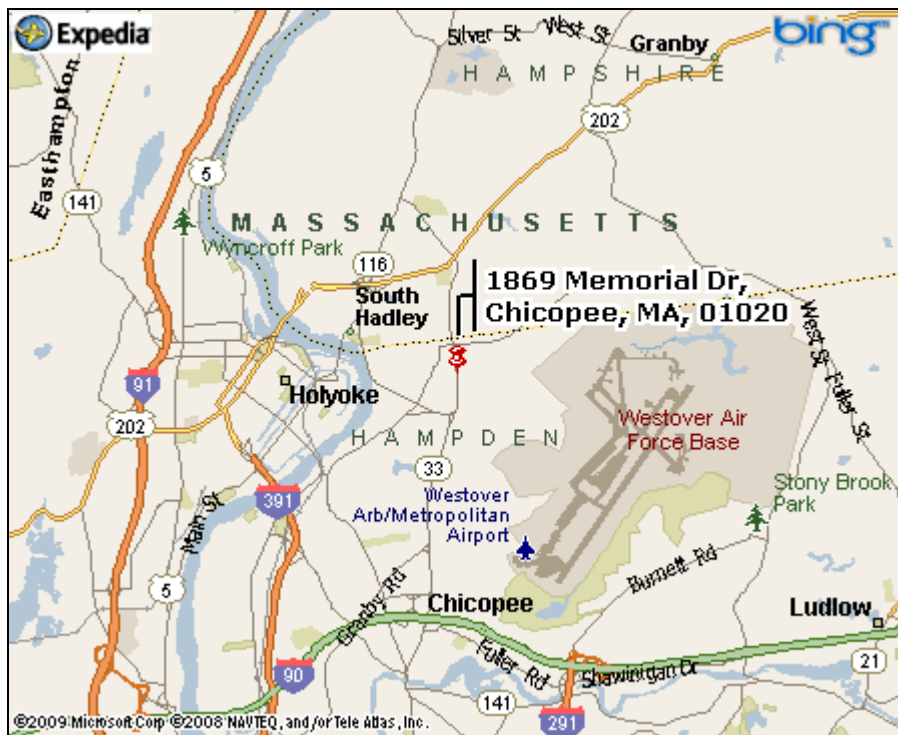 Expedia
bing™
Silver St
West St
Granby
HAMPSHIRE
202
Easthampton
5
141
MASSACHUSETTS
Wyncroff Park
116
South
Hadley
1869 Memorial Dr,
Chicopee, MA, 01020
91
Holyoke
202
HAMPDEN
Westover Air
Force Base
West St
Fuller St
33
391
Westover
Arb/Metropolitan
Airport
Stony Brook
Park
Main St
5
Granby Rd
Chicopee
Burnett Rd
Ludlow
90
Fuller Rd
Shawinigan Dr
21
141
291
©2009 Microsoft Corp ©2008 NAVTEQ, and/or Tele Atlas, Inc.